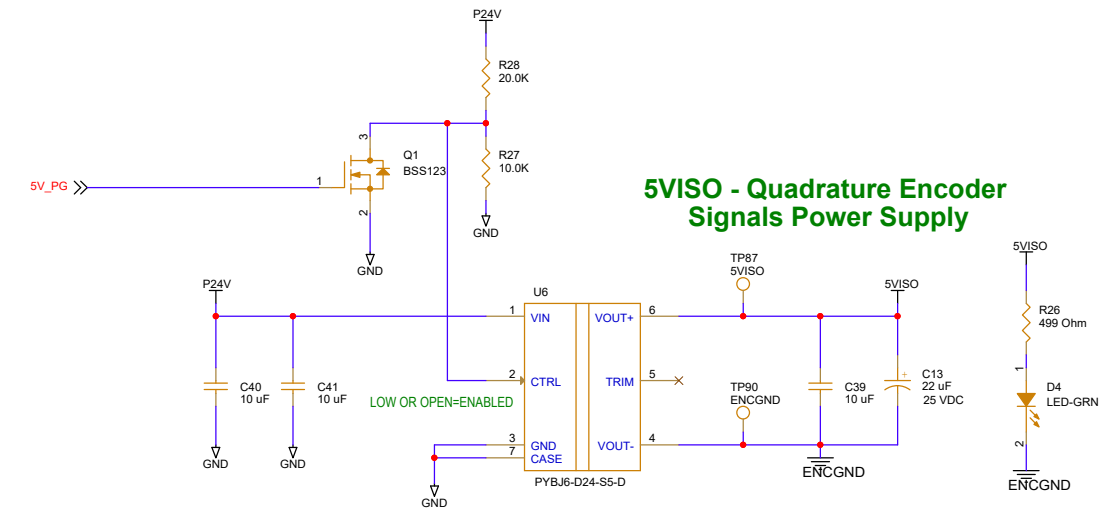 P24V
R28
20.0K
3
Q1
BSS123
R27
10.0K
5V_PG
1
2
GND
GND
5VISO - Quadrature Encoder
Signals Power Supply
P24V
C40
10 uF
C41
10 uF
GND
GND
U6
1
VIN
VOUT+
6
2
CTRL
TRIM
5
LOW OR OPEN=ENABLED
3
GND
7
CASE
VOUT-
4
PYBJ6-D24-S5-D
GND
TP87
5VISO
TP90
ENCGND
5VISO
C39
10 uF
+
C13
22 uF
25 VDC
ENCGND
5VISO
R26
499 Ohm
1
D4
LED-GRN
2
ENCGND